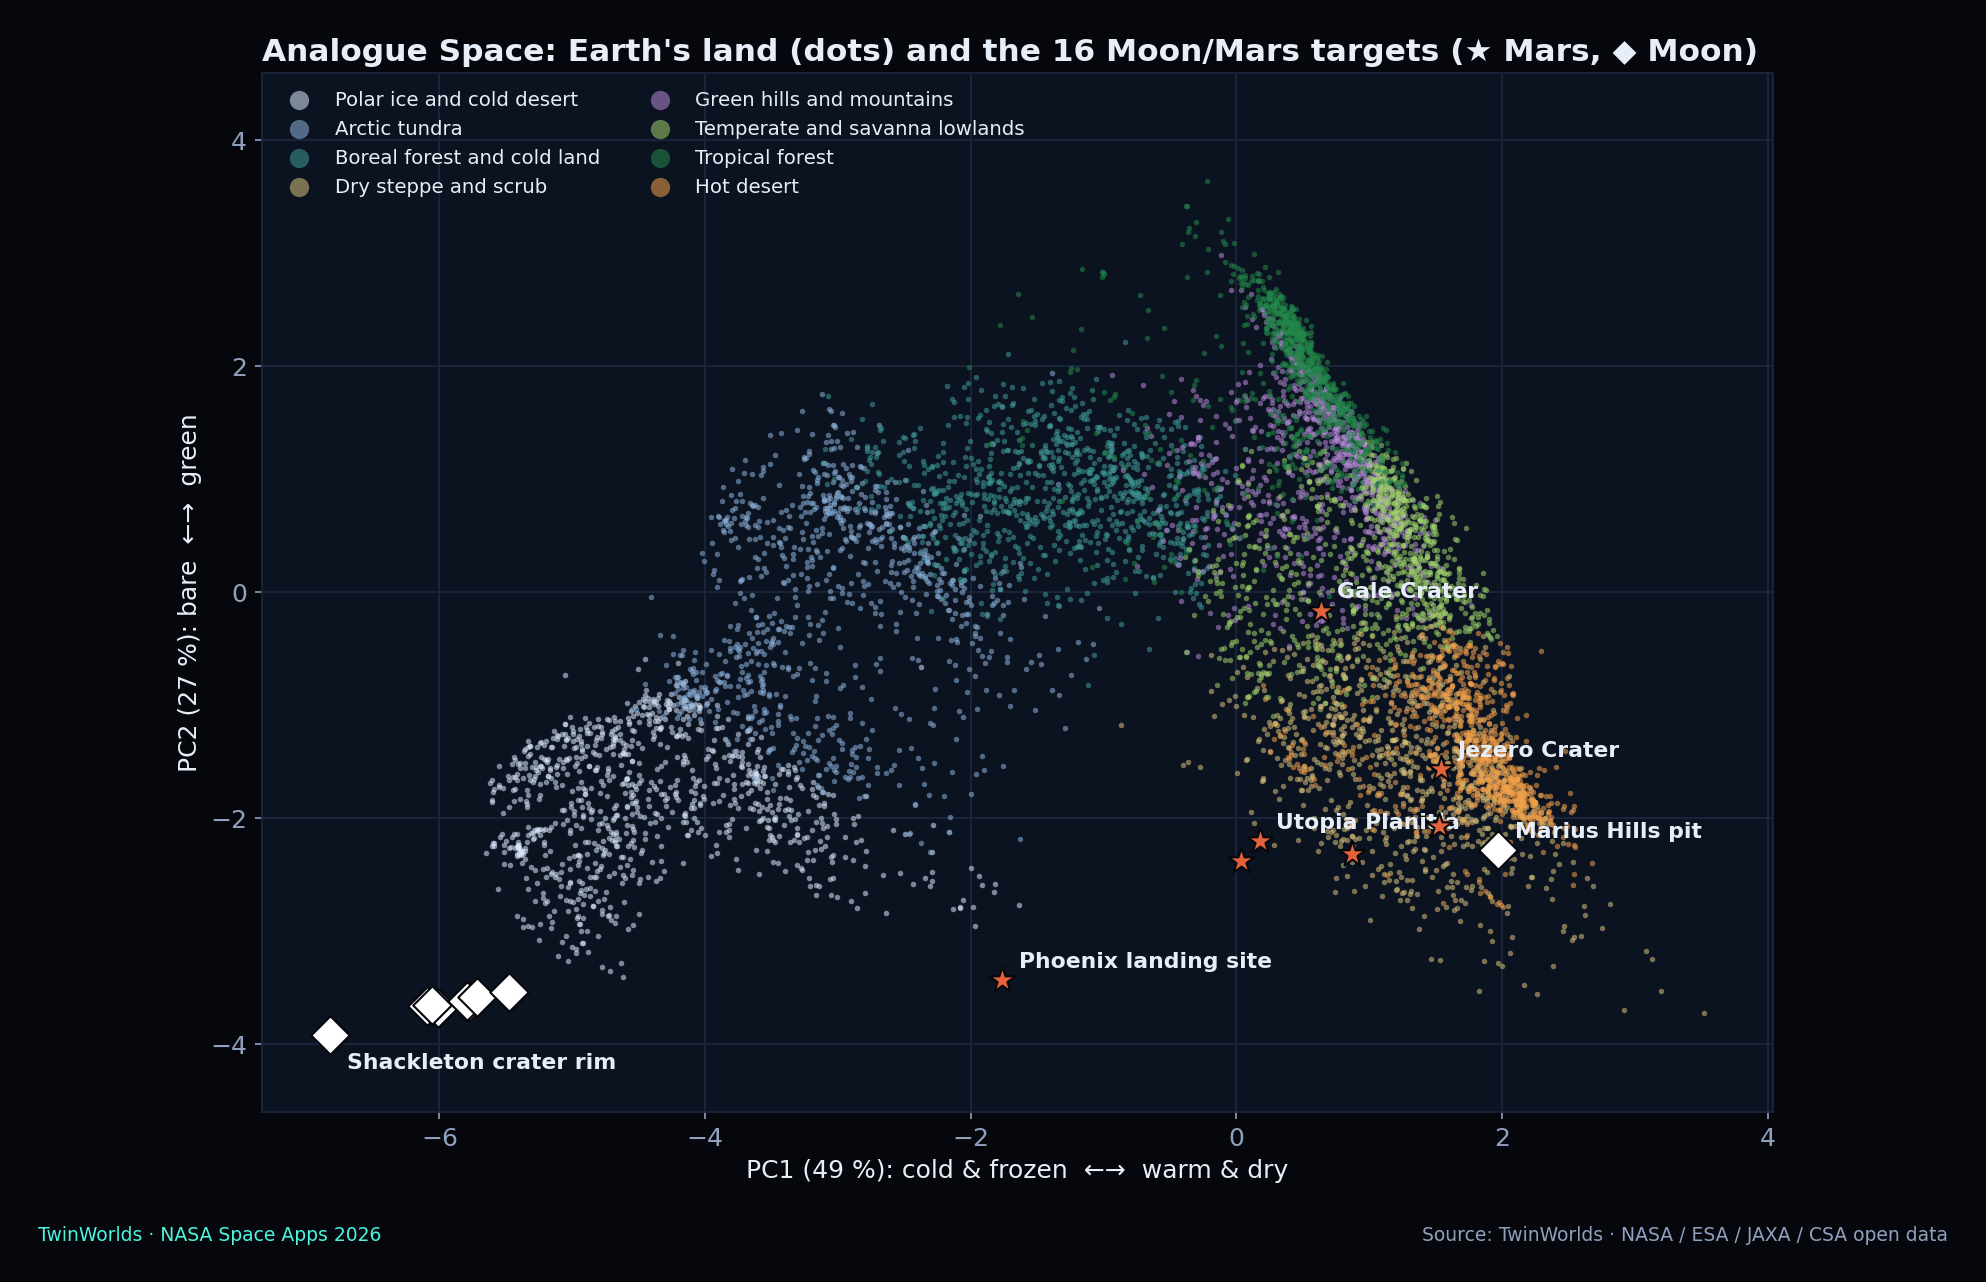 Analogue Space: Earth's land (dots) and the 16 Moon/Mars targets (★ Mars, ◆ Moon)
Polar ice and cold desert
Arctic tundra
Boreal forest and cold land
Dry steppe and scrub
Green hills and mountains
Temperate and savanna lowlands
Tropical forest
Hot desert
4
2
0
−2
−4
PC2 (27 %): bare ←→ green
Gale Crater
Jezero Crater
Utopia Planitia
Marius Hills pit
Phoenix landing site
Shackleton crater rim
−6
−4
−2
0
2
4
PC1 (49 %): cold & frozen ←→ warm & dry
TwinWorlds · NASA Space Apps 2026
Source: TwinWorlds · NASA / ESA / JAXA / CSA open data